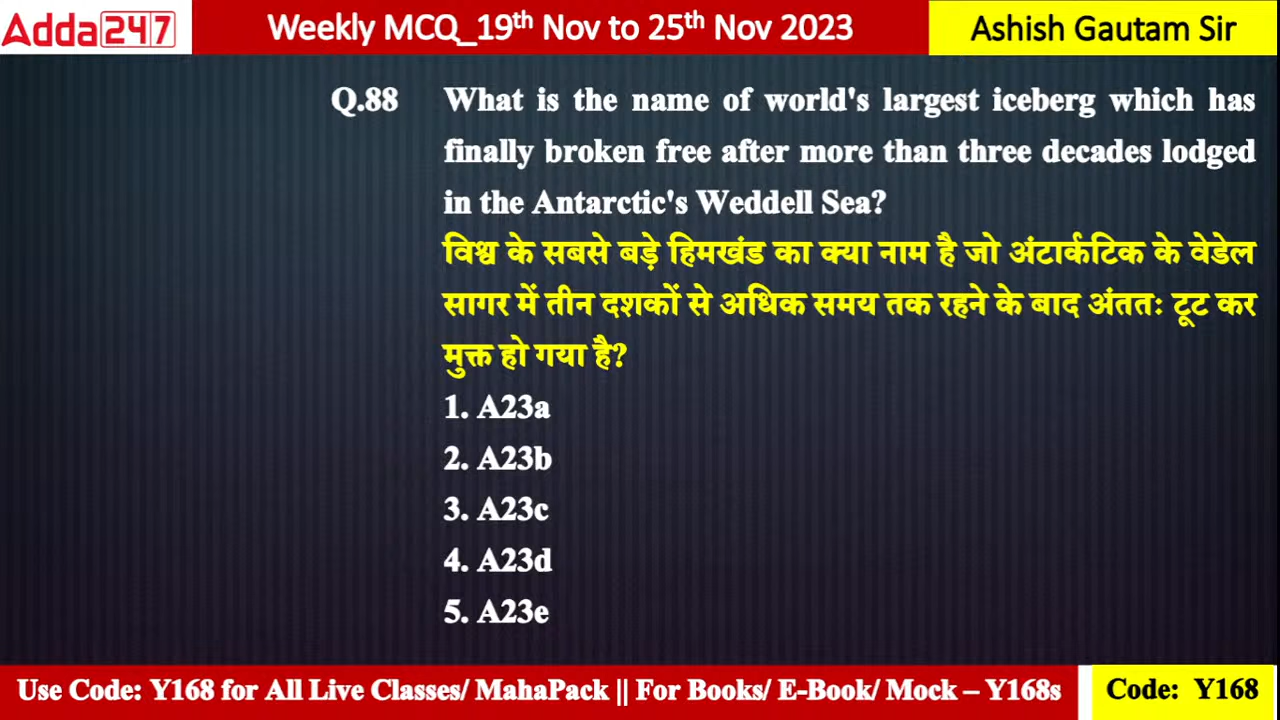 Adda247
Weekly MCQ_19th Nov to 25th Nov 2023
Ashish Gautam Sir
Q.88 What is the name of world's largest iceberg which has
finally broken free after more than three decades lodged
in the Antarctic's Weddell Sea?
विश्व के सबसे बड़े हिमखंड का क्या नाम है जो अंटार्कटिक के वेडेल
सागर में तीन दशकों से अधिक समय तक रहने के बाद अंततः टूट कर
मुक्त हो गया है?
1. A23a
2. A23b
3. A23c
4. A23d
5. A23e
Use Code: Y168 for All Live Classes/ MahaPack || For Books/ E-Book/ Mock – Y168s
Code: Y168